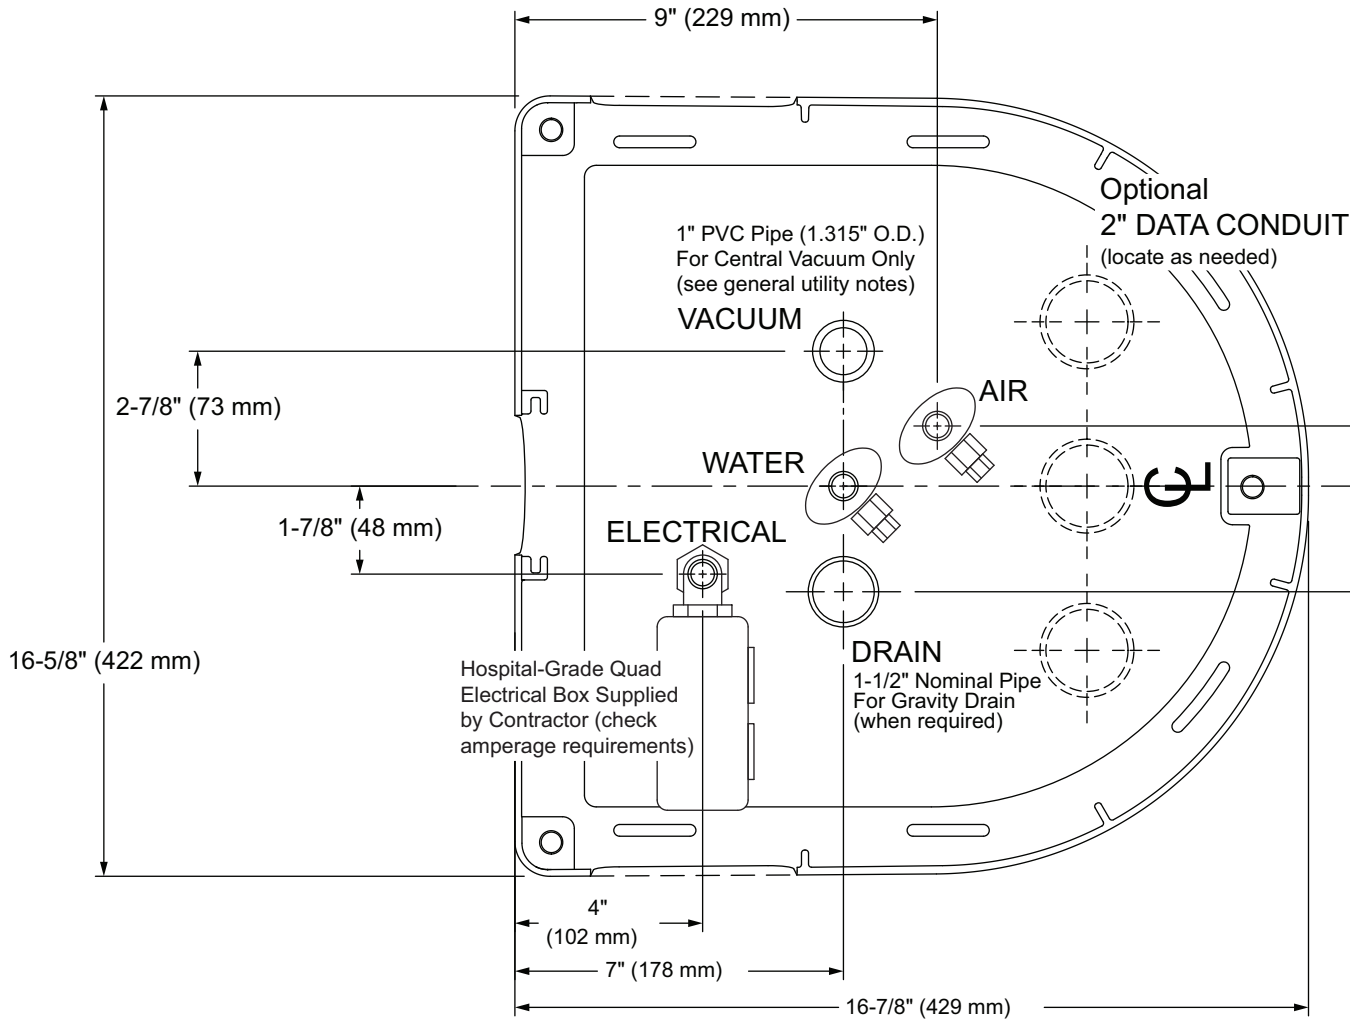 9" (229 mm)
Optional
2" DATA CONDUIT
(locate as needed)
1" PVC Pipe (1.315" O.D.)
For Central Vacuum Only
(see general utility notes)
VACUUM
AIR
2-7/8" (73 mm)
WATER
CL
1-7/8" (48 mm)
ELECTRICAL
16-5/8" (422 mm)
DRAIN
1-1/2" Nominal Pipe
For Gravity Drain
(when required)
Hospital-Grade Quad
Electrical Box Supplied
by Contractor (check
amperage requirements)
4"
(102 mm)
7" (178 mm)
16-7/8" (429 mm)